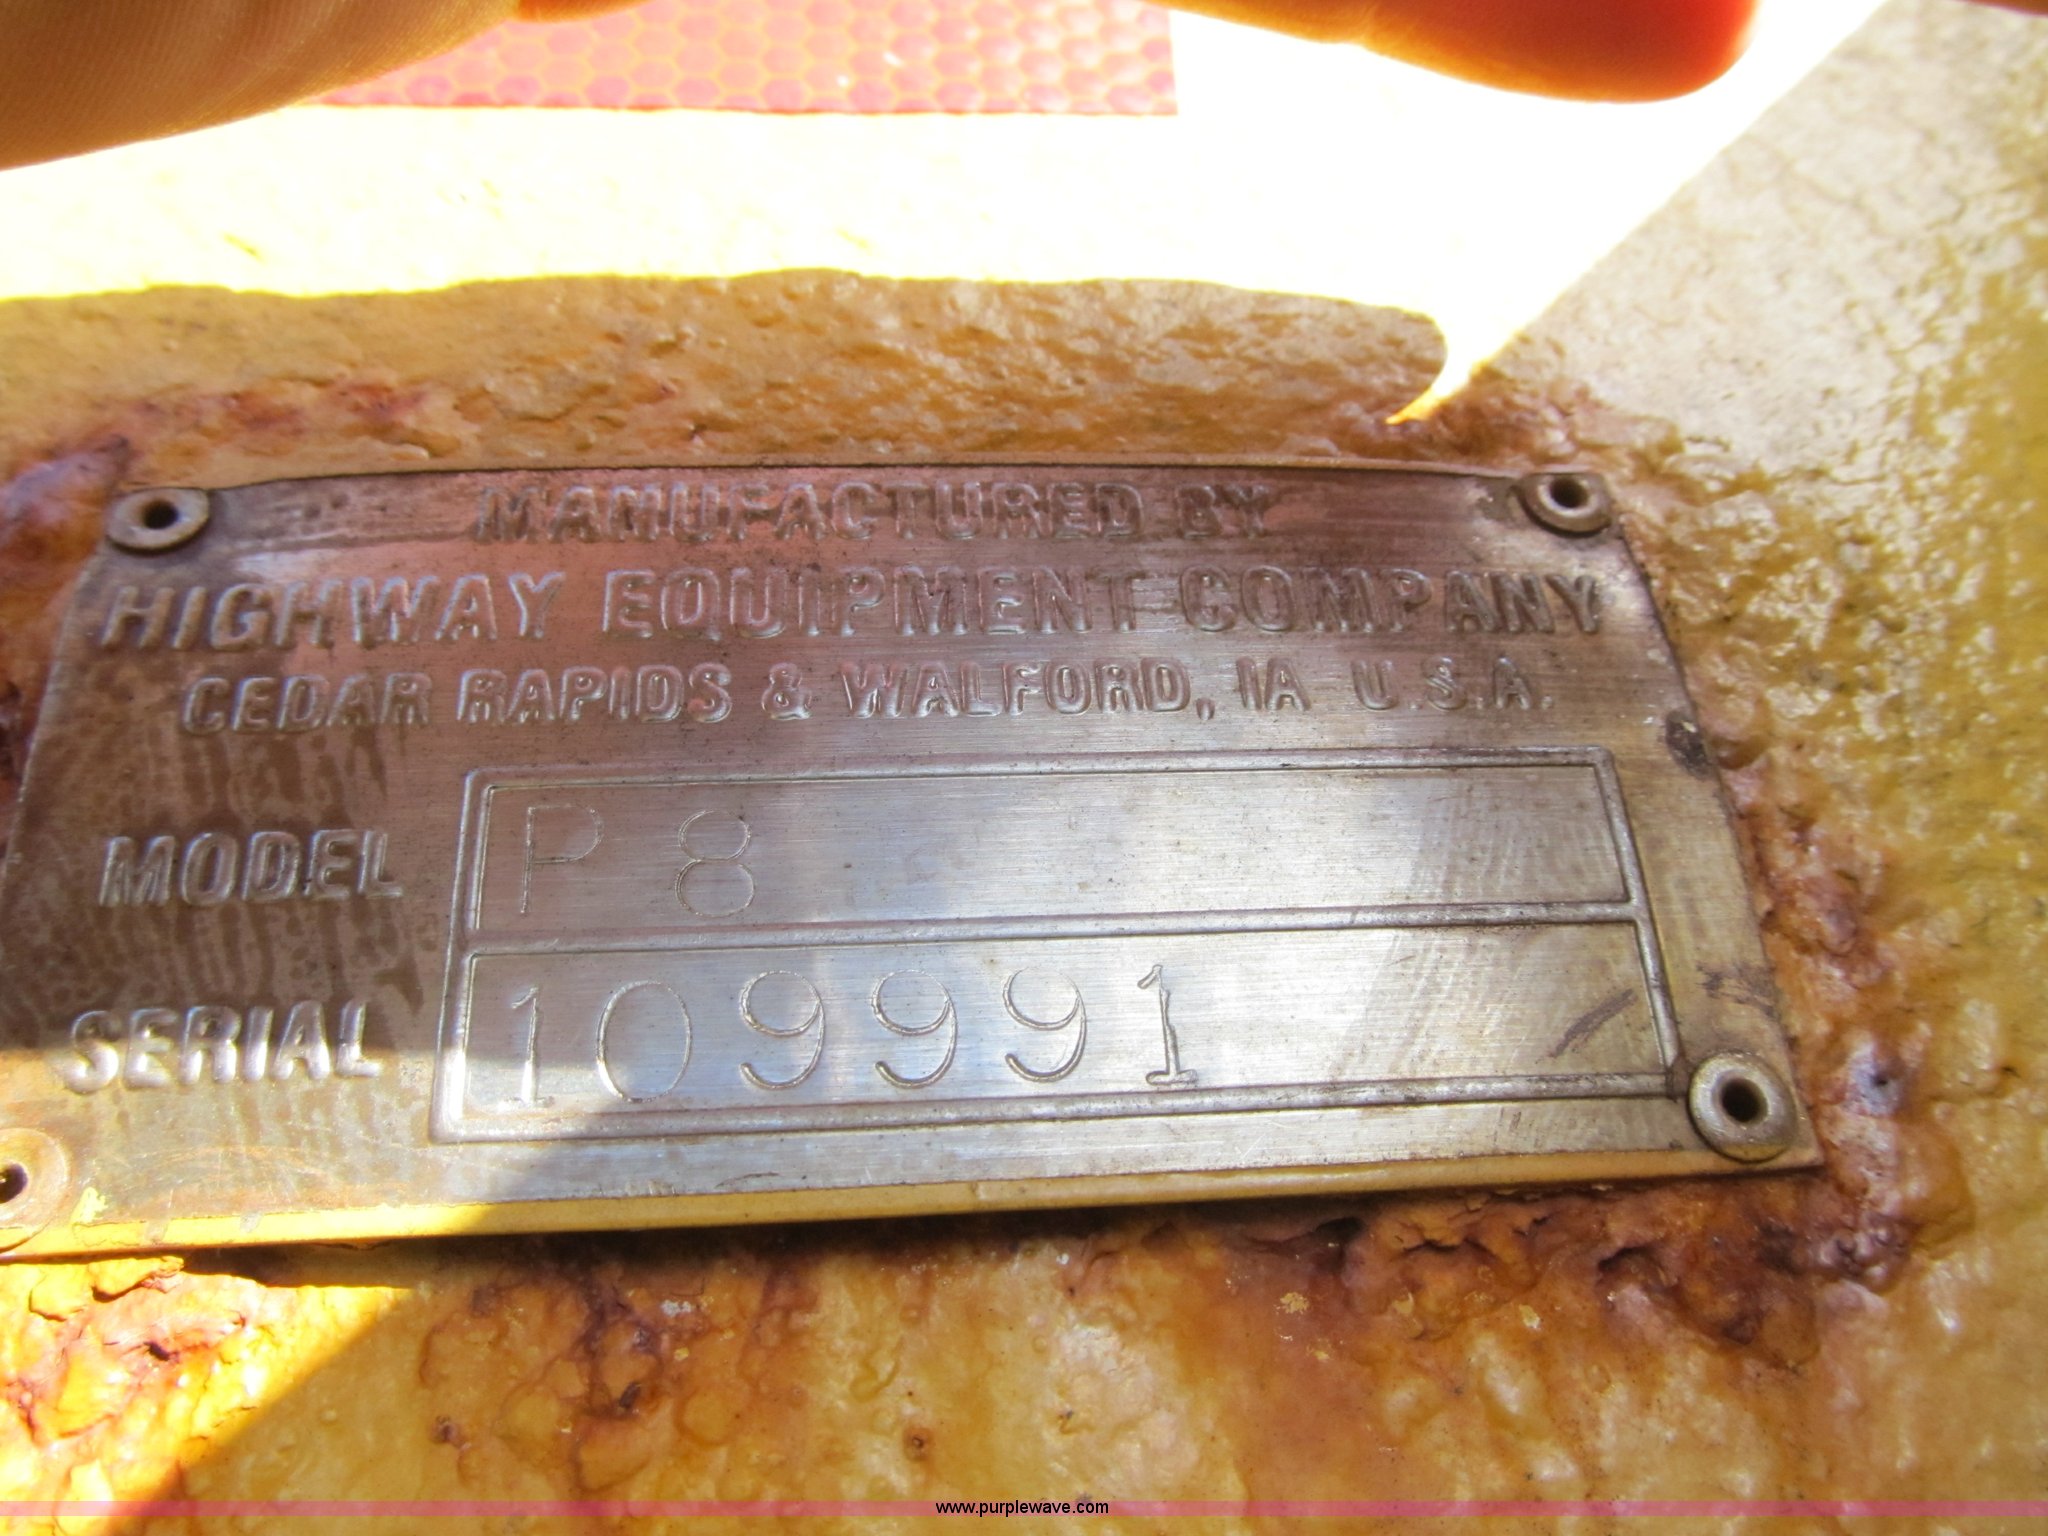 MANUFACTURED BY
HIGHWAY EQUIPMENT COMPANY
CEDAR RAPIDS & WALFORD, IA U.S.A.
MODEL P 8
SERIAL 109991
www.purplewave.com